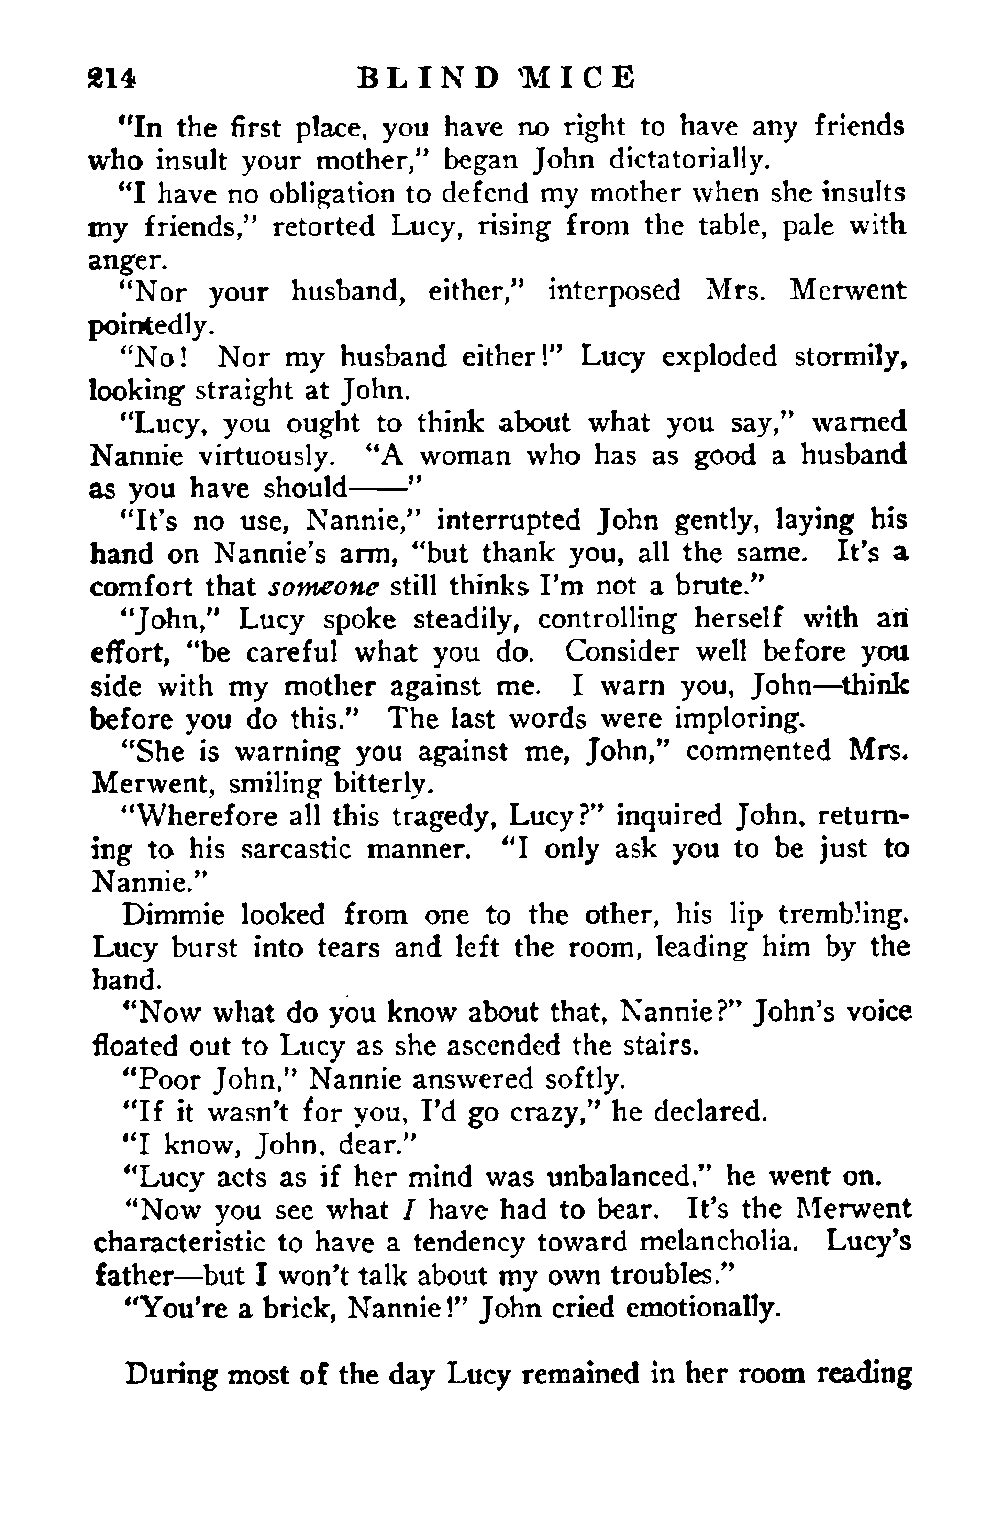 214 BLIND MICE
“In the first place, you have no right to have any friends
who insult your mother,” began John dictatorially.
“I have no obligation to defend my mother when she insults
my friends,” retorted Lucy, rising from the table, pale with
anger.
“Nor your husband, either,” interposed Mrs. Merwent
pointedly.
“No! Nor my husband either!” Lucy exploded stormily,
looking straight at John.
“Lucy, you ought to think about what you say,” warned
Nannie virtuously. “A woman who has as good a husband
as you have should——”
“It’s no use, Nannie,” interrupted John gently, laying his
hand on Nannie’s arm, “but thank you, all the same. It’s a
comfort that someone still thinks I’m not a brute.”
“John,” Lucy spoke steadily, controlling herself with an
effort, “be careful what you do. Consider well before you
side with my mother against me. I warn you, John—think
before you do this.” The last words were imploring.
“She is warning you against me, John,” commented Mrs.
Merwent, smiling bitterly.
“Wherefore all this tragedy, Lucy?” inquired John, return-
ing to his sarcastic manner. “I only ask you to be just to
Nannie.”
Dimmie looked from one to the other, his lip trembling.
Lucy burst into tears and left the room, leading him by the
hand.
“Now what do you know about that, Nannie?” John’s voice
floated out to Lucy as she ascended the stairs.
“Poor John,” Nannie answered softly.
“If it wasn’t for you, I’d go crazy,” he declared.
“I know, John, dear.”
“Lucy acts as if her mind was unbalanced,” he went on.
“Now you see what I have had to bear. It’s the Merwent
characteristic to have a tendency toward melancholia. Lucy’s
father—but I won’t talk about my own troubles.”
“You’re a brick, Nannie!” John cried emotionally.
During most of the day Lucy remained in her room reading